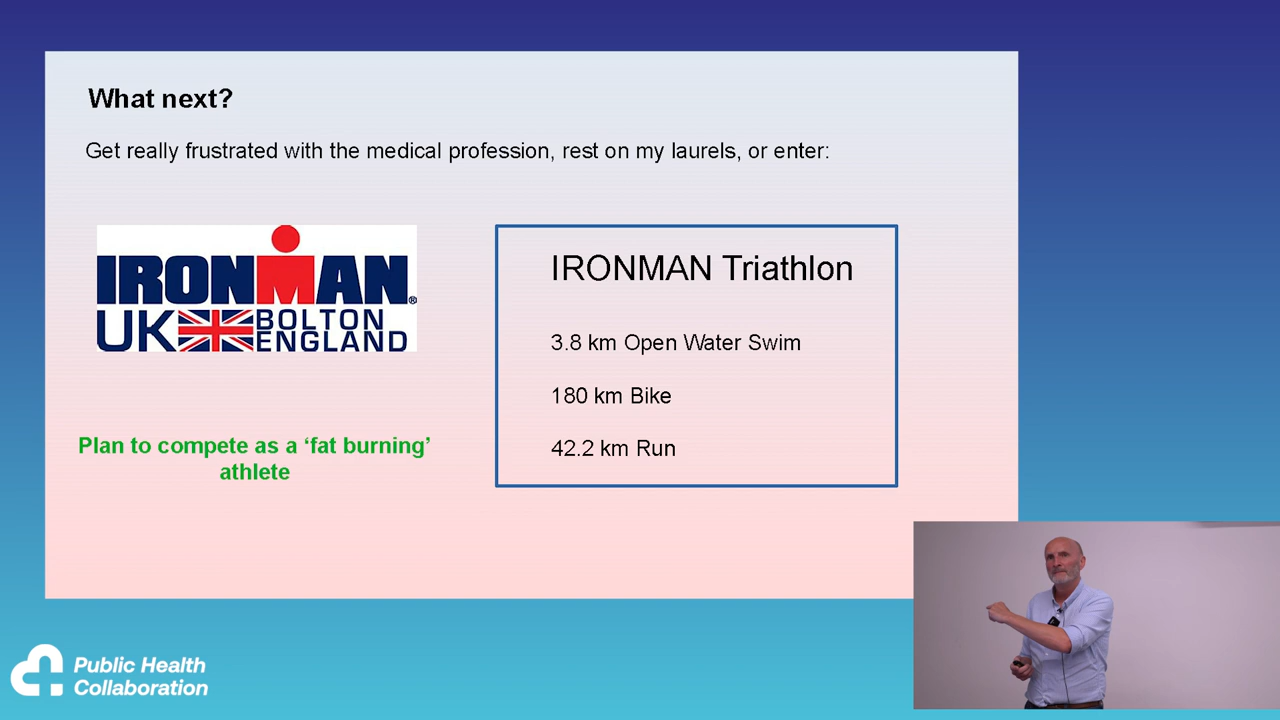 What next?
Get really frustrated with the medical profession, rest on my laurels, or enter:
IRONMAN®
UK BOLTON
ENGLAND
Plan to compete as a ‘fat burning’
athlete
IRONMAN Triathlon
3.8 km Open Water Swim
180 km Bike
42.2 km Run
Public Health
Collaboration